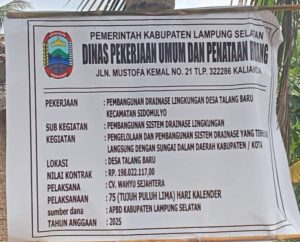 PEMERINTAH KABUPATEN LAMPUNG SELATAN
DINAS PEKERJAAN UMUM DAN PENATAAN RUANG
JLN. MUSTOFA KEMAL NO. 21 TLP. 322286 KALIANDA
PEKERJAAN : PEMBANGUNAN DRAINASE LINGKUNGAN DESA TALANG BARU
KECAMATAN SIDOMULYO
SUB KEGIATAN : PEMBANGUNAN SISTEM DRAINASE LINGKUNGAN
KEGIATAN : PENGELOLAAN DAN PEMBANGUNAN SISTEM DRAINASE YANG
LANGSUNG DENGAN SUNGAI DALAM DAERAH KABUPATEN / KOTA
LOKASI : DESA TALANG BARU
NILAI KONTRAK : RP. 198.022.117,00
PELAKSANA : CV. WAHYU SEJAHTERA
PELAKSANAAN : 75 (TUJUH PULUH LIMA) HARI KALENDER
sumber dana : APBD KABUPATEN LAMPUNG SELATAN
TAHUN ANGGARAN : 2025